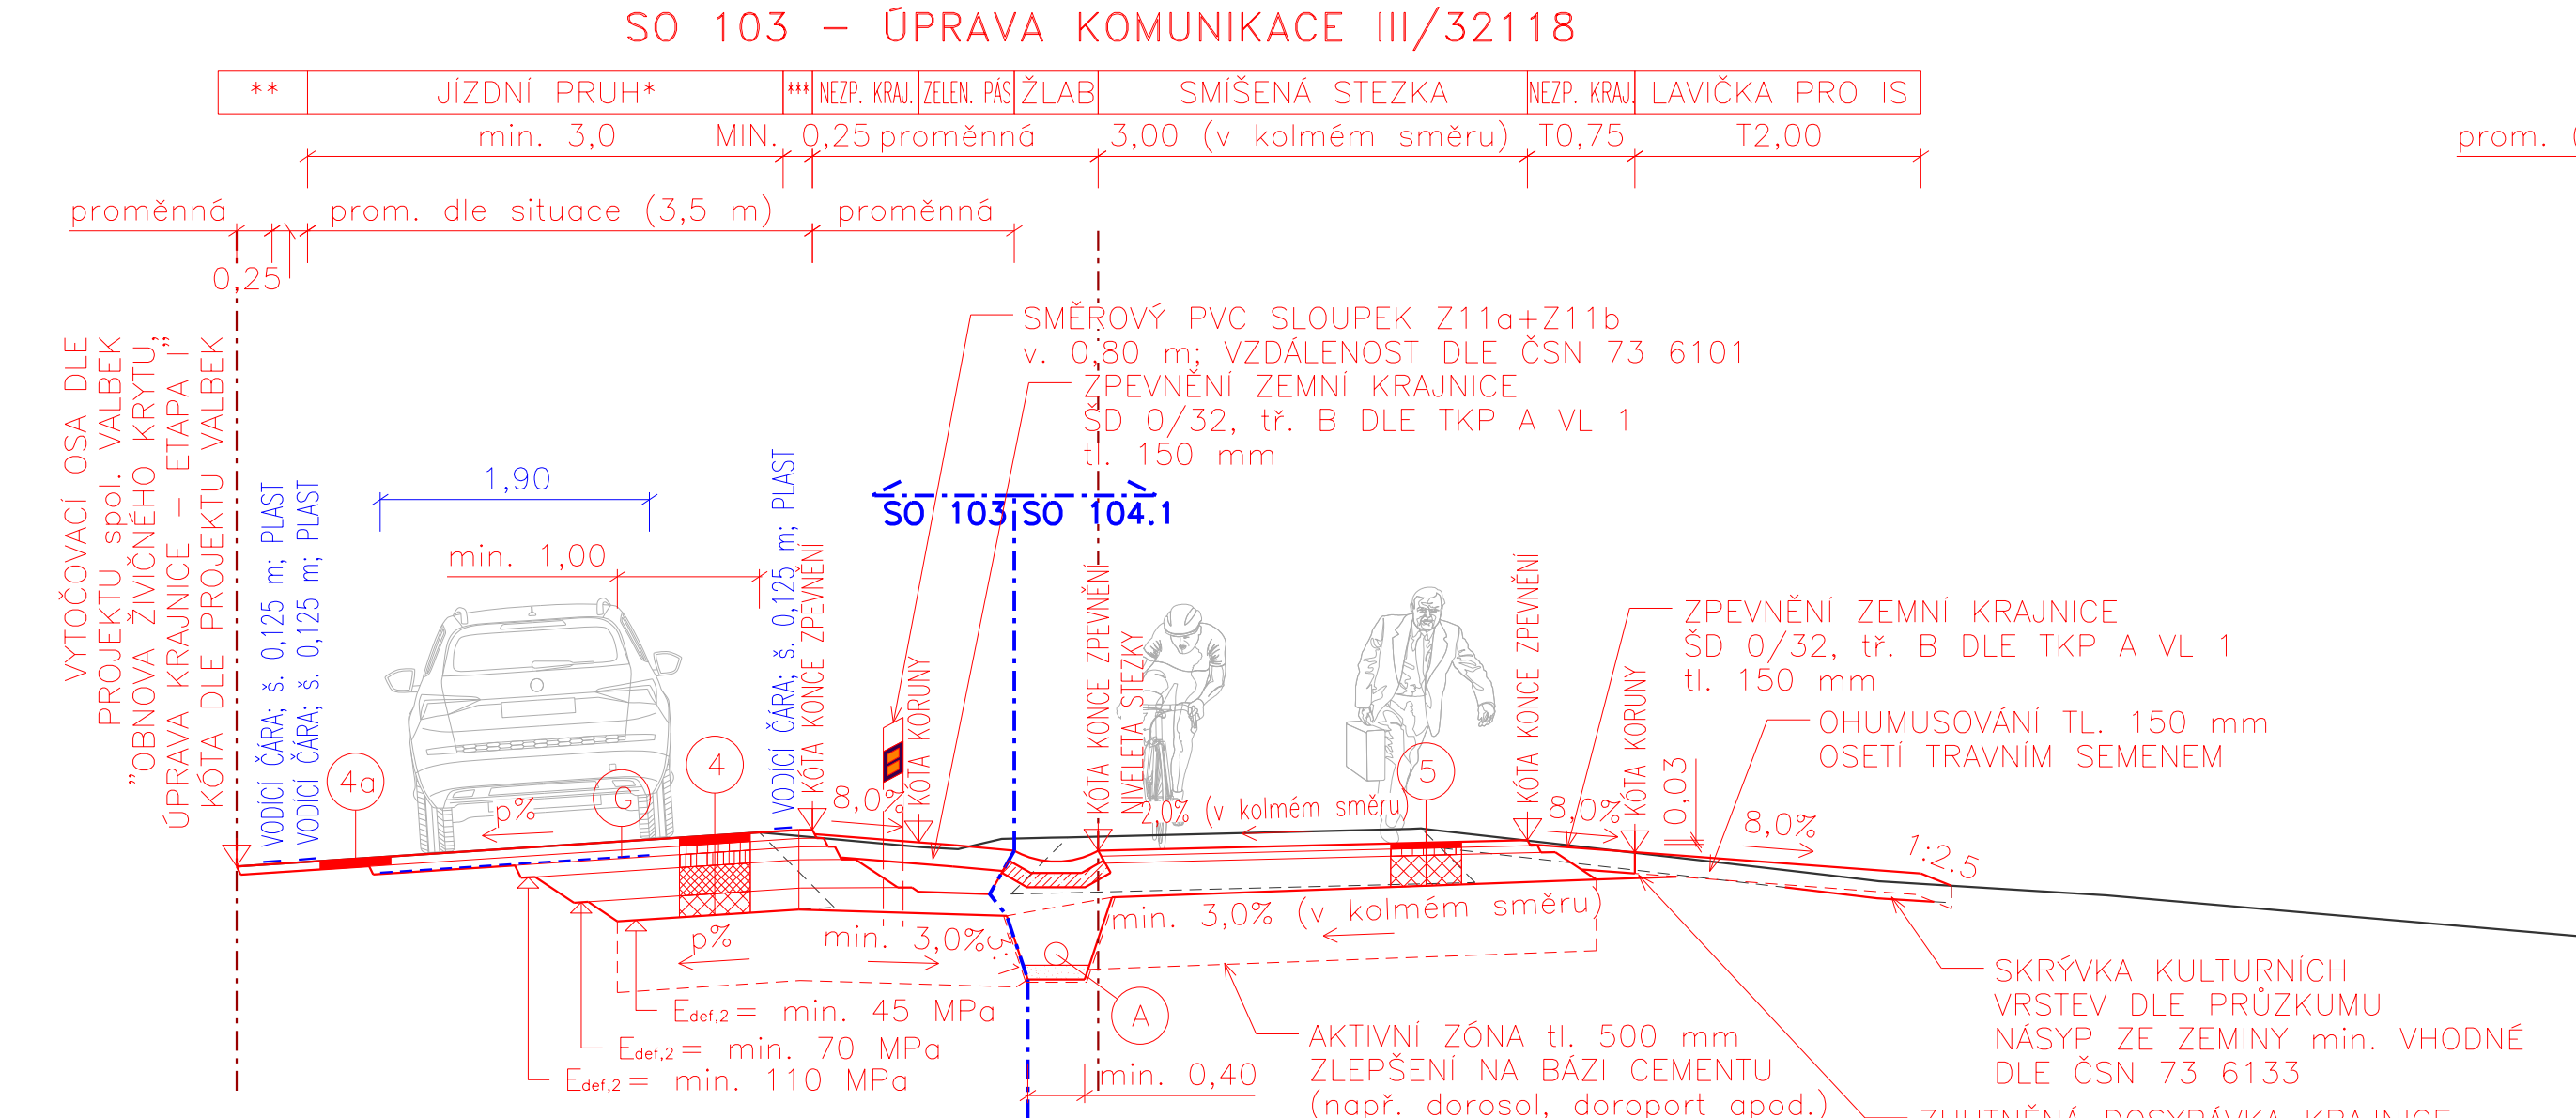 SO 103 – ÚPRAVA KOMUNIKACE III/32118
** JÍZDNÍ PRUH* *** NEZP. KRAJ. ZELEN. PÁS ŽLAB SMÍŠENÁ STEZKA NEZP. KRAJ. LAVIČKA PRO IS
min. 3,0 MIN. 0,25 proměnná 3,00 (v kolmém směru) T0,75 T2,00
prom. (
proměnná prom. dle situace (3,5 m) proměnná
0,25
SMĚROVÝ PVC SLOUPEK Z11a+Z11b
v. 0,80 m; VZDÁLENOST DLE ČSN 73 6101
ZPEVNĚNÍ ZEMNÍ KRAJNICE
ŠD 0/32, tř. B DLE TKP A VL 1
tl. 150 mm
VYTOČOVACÍ OSA DLE
PROJEKTU spol. VALBEK
"OBNOVA ŽIVIČNÉHO KRYTU,
ÚPRAVA KRAJNICE – ETAPA I"
KÓTA DLE PROJEKTU VALBEK
VODÍCÍ ČÁRA; š. 0,125 m; PLAST
VODÍCÍ ČÁRA; š. 0,125 m; PLAST
1,90
min. 1,00
VODÍCÍ ČÁRA; š. 0,125 m; PLAST
KÓTA KONCE ZPEVNĚNÍ
KÓTA KORUNY
SO 103 SO 104.1
KÓTA KONCE ZPEVNĚNÍ
NIVELETA STEZKY
KÓTA KONCE ZPEVNĚNÍ
KÓTA KORUNY
ZPEVNĚNÍ ZEMNÍ KRAJNICE
ŠD 0/32, tř. B DLE TKP A VL 1
tl. 150 mm
OHUMUSOVÁNÍ TL. 150 mm
OSETÍ TRAVNÍM SEMENEM
4a
G
4
5
p%
8,0%
2,0% (v kolmém směru)
8,0%
0,03
8,0%
1:2.5
p%
min. 3,0%
3:1
min. 3,0% (v kolmém směru)
A
Edef,2 = min. 45 MPa
Edef,2 = min. 70 MPa
Edef,2 = min. 110 MPa
min. 0,40
AKTIVNÍ ZÓNA tl. 500 mm
ZLEPŠENÍ NA BÁZI CEMENTU
(např. dorosol, doroport apod.)
SKRÝVKA KULTURNÍCH
VRSTEV DLE PRŮZKUMU
NÁSYP ZE ZEMINY min. VHODNÉ
DLE ČSN 73 6133
ZHUTNĚNÁ DOSYPÁVKA KRAJNICE